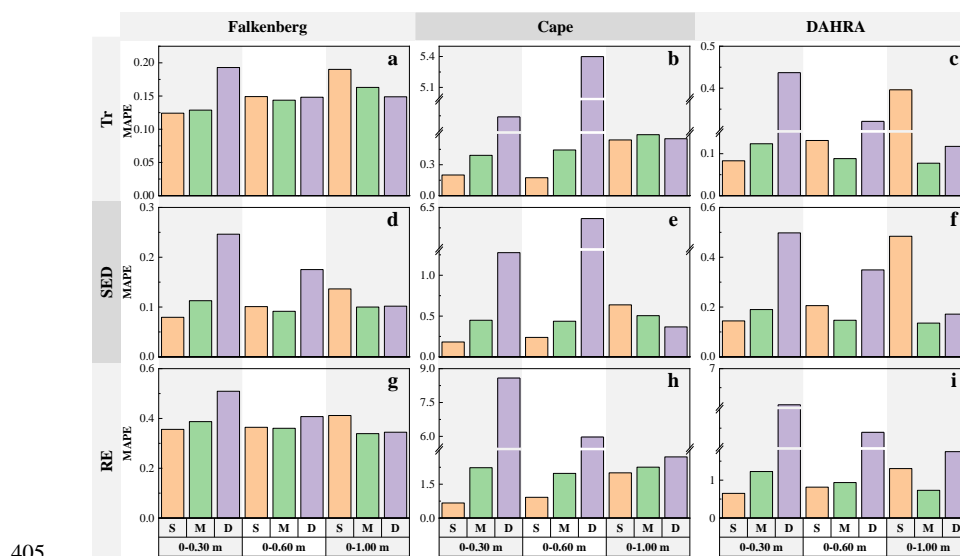 Falkenberg Cape DAHRA
Tr
MAPE
0.20
0.15
0.10
0.05
0.00
a
5.4
5.1
0.3
0.0
b
0.5
0.4
0.1
0.0
c
SED
MAPE
0.3
0.2
0.1
0.0
d
6.5
1.0
0.5
0.0
e
0.6
0.4
0.2
0.0
f
RE
MAPE
0.6
0.4
0.2
0.0
g
9.0
6.0
1.5
0.0
h
7
1
0
i
S M D S M D S M D S M D S M D S M D S M D S M D S M D
0-0.30 m 0-0.60 m 0-1.00 m 0-0.30 m 0-0.60 m 0-1.00 m 0-0.30 m 0-0.60 m 0-1.00 m
405